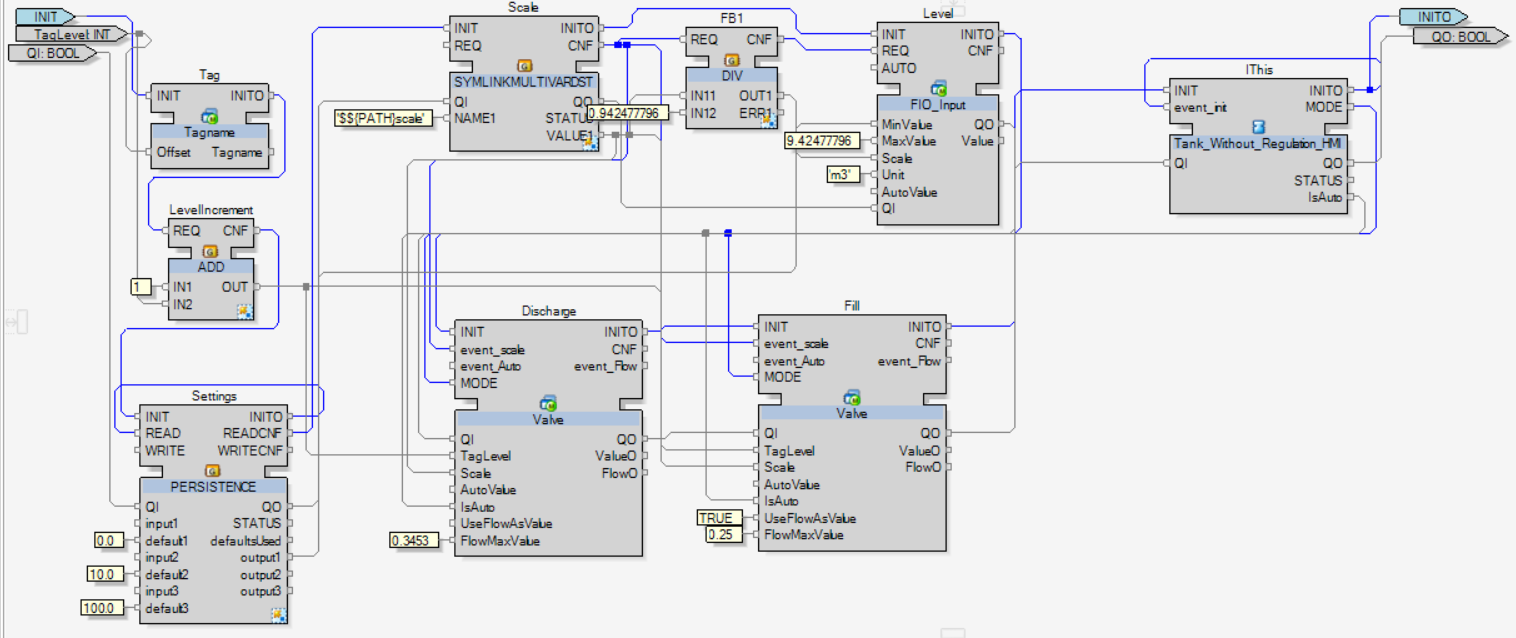 INIT
TagLevel: INT
QI: BOOL
INITO
QO: BOOL
Tag
INIT INITO
Tagname
Offset Tagname
LevelIncrement
REQ CNF
ADD
1
IN1 OUT
IN2
Settings
INIT INITO
READ READCNF
WRITE WRITECNF
PERSISTENCE
QI QO
input1 STATUS
0.0
default1 defaultsUsed
input2 output1
10.0
default2 output2
input3 output3
100.0
default3
Scale
INIT INITO
REQ CNF
SYMLINKMULTIVARDST
QI QO
'$${PATH}scale'
NAME1
VALUE1
FB1
REQ CNF
DIV
IN11 OUT1
0.942477796
IN12 ERR1
Level
INIT INITO
REQ CNF
AUTO
FIO_Input
MinValue QO
9.42477796
MaxValue Value
Scale
'm3'
Unit
AutoValue
QI
IThis
INIT INITO
event_init MODE
Tank_Without_Regulation_HMI
QI QO
STATUS
IsAuto
Discharge
INIT INITO
event_scale CNF
event_Auto event_Flow
MODE
Valve
QI QO
TagLevel ValueO
Scale FlowO
AutoValue
IsAuto
UseFlowAsValue
0.3453
FlowMaxValue
Fill
INIT INITO
event_scale CNF
event_Auto event_Flow
MODE
Valve
QI QO
TagLevel ValueO
Scale FlowO
AutoValue
IsAuto
TRUE
UseFlowAsValue
0.25
FlowMaxValue